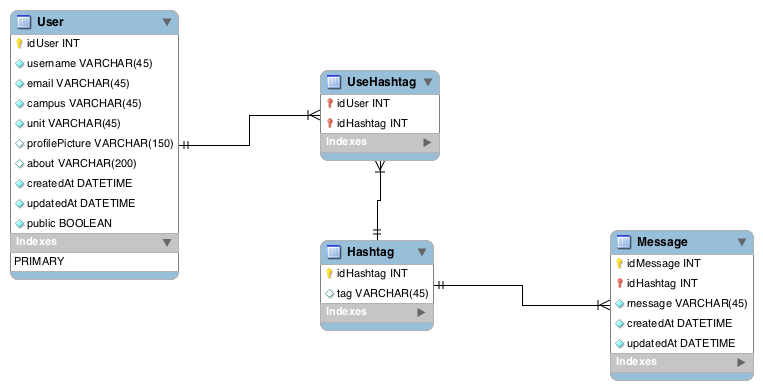 User
idUser INT
username VARCHAR(45)
email VARCHAR(45)
campus VARCHAR(45)
unit VARCHAR(45)
profilePicture VARCHAR(150)
about VARCHAR(200)
createdAt DATETIME
updatedAt DATETIME
public BOOLEAN
Indexes
PRIMARY
UseHashtag
idUser INT
idHashtag INT
Indexes
Hashtag
idHashtag INT
tag VARCHAR(45)
Indexes
Message
idMessage INT
idHashtag INT
message VARCHAR(45)
createdAt DATETIME
updatedAt DATETIME
Indexes